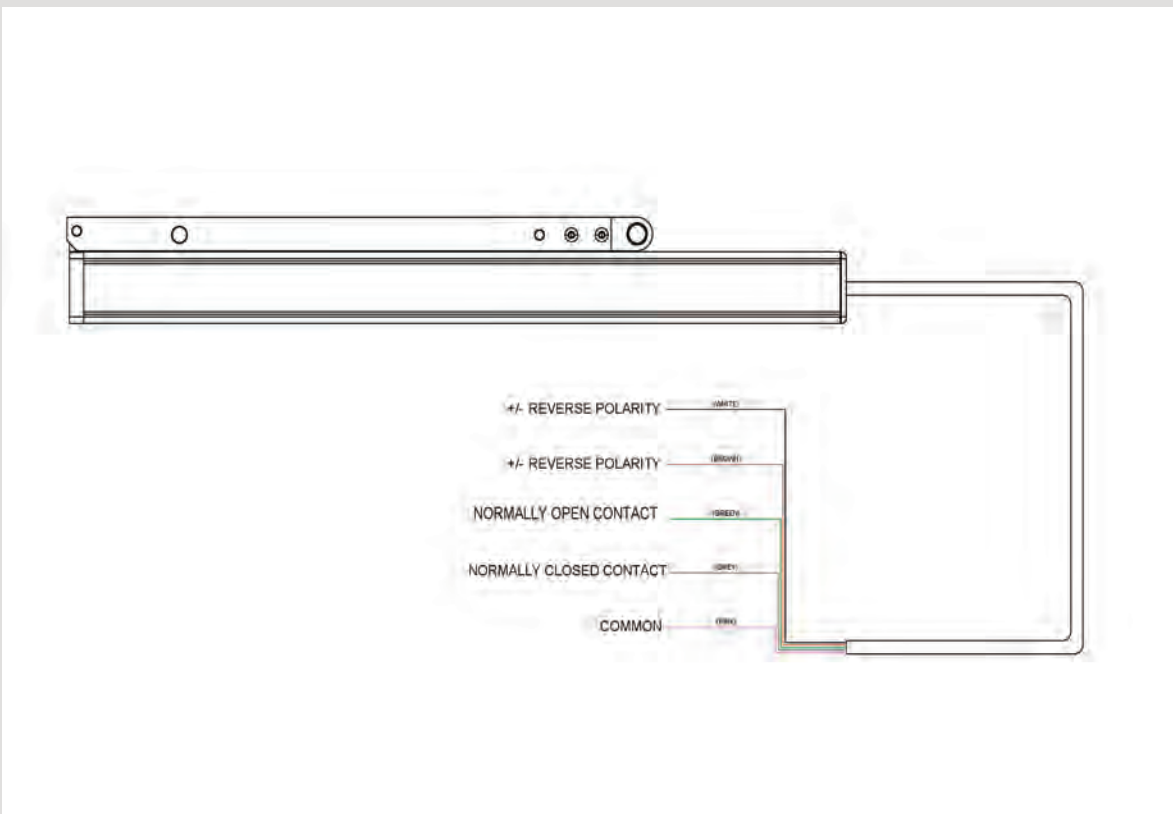 +/- REVERSE POLARITY (WHITE)
+/- REVERSE POLARITY (BROWN)
NORMALLY OPEN CONTACT (GREEN)
NORMALLY CLOSED CONTACT (GREY)
COMMON (PINK)